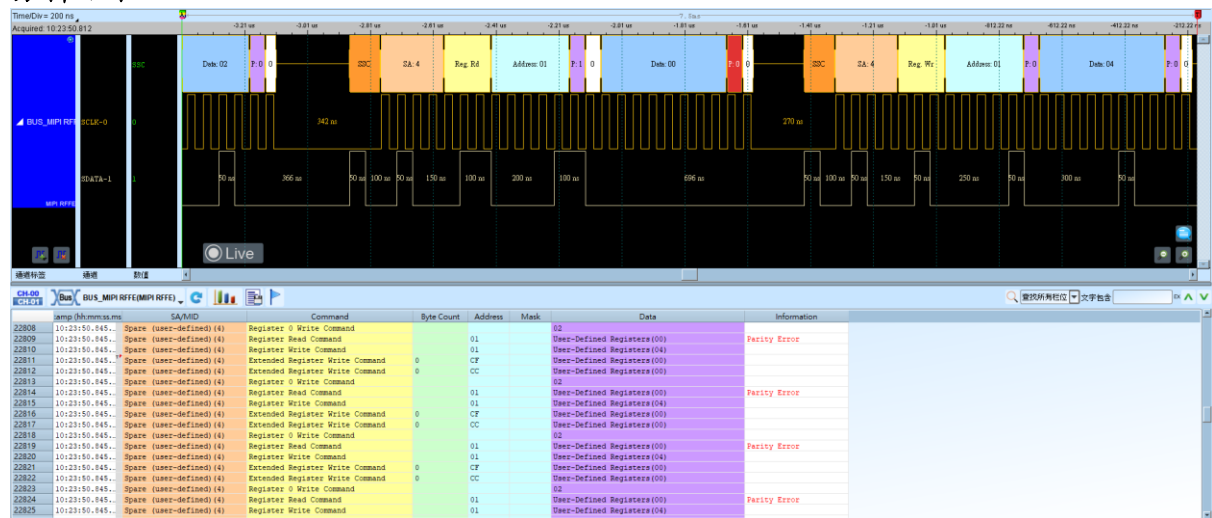 Time/Div= 200 ns
Acquired: 10:23:50.812
-3.21 us -3.01 us -2.81 us -2.61 us -2.41 us -2.21 us -2.01 us -1.81 us -1.61 us -1.41 us -1.21 us -1.01 us -812.22 ns -612.22 ns -412.22 ns -212.22 ns
7.5ms
SSC Data: 02 P: 0 0 SSC SA: 4 Reg. Rd Address: 01 P: 1 0 Data: 00 P: 0 0 SSC SA: 4 Reg. Wr Address: 01 P: 0 Data: 04 P: 0 0
BUS_MIPI RFF SCLK-0 0 342 ns 270 ns
SDATA-1 1 50 ns 366 ns 50 ns 100 ns 50 ns 150 ns 100 ns 200 ns 100 ns 696 ns 50 ns 100 ns 50 ns 150 ns 50 ns 250 ns 50 ns 300 ns 50 ns
MIPI RFFE
Live
通道标签 通道 数值
CH-00
CH-01
Bus BUS_MIPI RFFE(MIPI RFFE) 查找所有栏位 文字包含
amp (hh:mm:ss.ms SA/MID Command Byte Count Address Mask Data Information
22808 10:23:50.845... Spare (user-defined)(4) Register 0 Write Command 02
22809 10:23:50.845... Spare (user-defined)(4) Register Read Command 01 User-Defined Registers(00) Parity Error
22810 10:23:50.845... Spare (user-defined)(4) Register Write Command 01 User-Defined Registers(04)
22811 10:23:50.845... Spare (user-defined)(4) Extended Register Write Command 0 CF User-Defined Registers(00)
22812 10:23:50.845... Spare (user-defined)(4) Extended Register Write Command 0 CC User-Defined Registers(00)
22813 10:23:50.845... Spare (user-defined)(4) Register 0 Write Command 02
22814 10:23:50.845... Spare (user-defined)(4) Register Read Command 01 User-Defined Registers(00) Parity Error
22815 10:23:50.845... Spare (user-defined)(4) Register Write Command 01 User-Defined Registers(04)
22816 10:23:50.845... Spare (user-defined)(4) Extended Register Write Command 0 CF User-Defined Registers(00)
22817 10:23:50.845... Spare (user-defined)(4) Extended Register Write Command 0 CC User-Defined Registers(00)
22818 10:23:50.845... Spare (user-defined)(4) Register 0 Write Command 02
22819 10:23:50.845... Spare (user-defined)(4) Register Read Command 01 User-Defined Registers(00) Parity Error
22820 10:23:50.845... Spare (user-defined)(4) Register Write Command 01 User-Defined Registers(04)
22821 10:23:50.845... Spare (user-defined)(4) Extended Register Write Command 0 CF User-Defined Registers(00)
22822 10:23:50.845... Spare (user-defined)(4) Extended Register Write Command 0 CC User-Defined Registers(00)
22823 10:23:50.845... Spare (user-defined)(4) Register 0 Write Command 02
22824 10:23:50.845... Spare (user-defined)(4) Register Read Command 01 User-Defined Registers(00) Parity Error
22825 10:23:50.845... Spare (user-defined)(4) Register Write Command 01 User-Defined Registers(04)